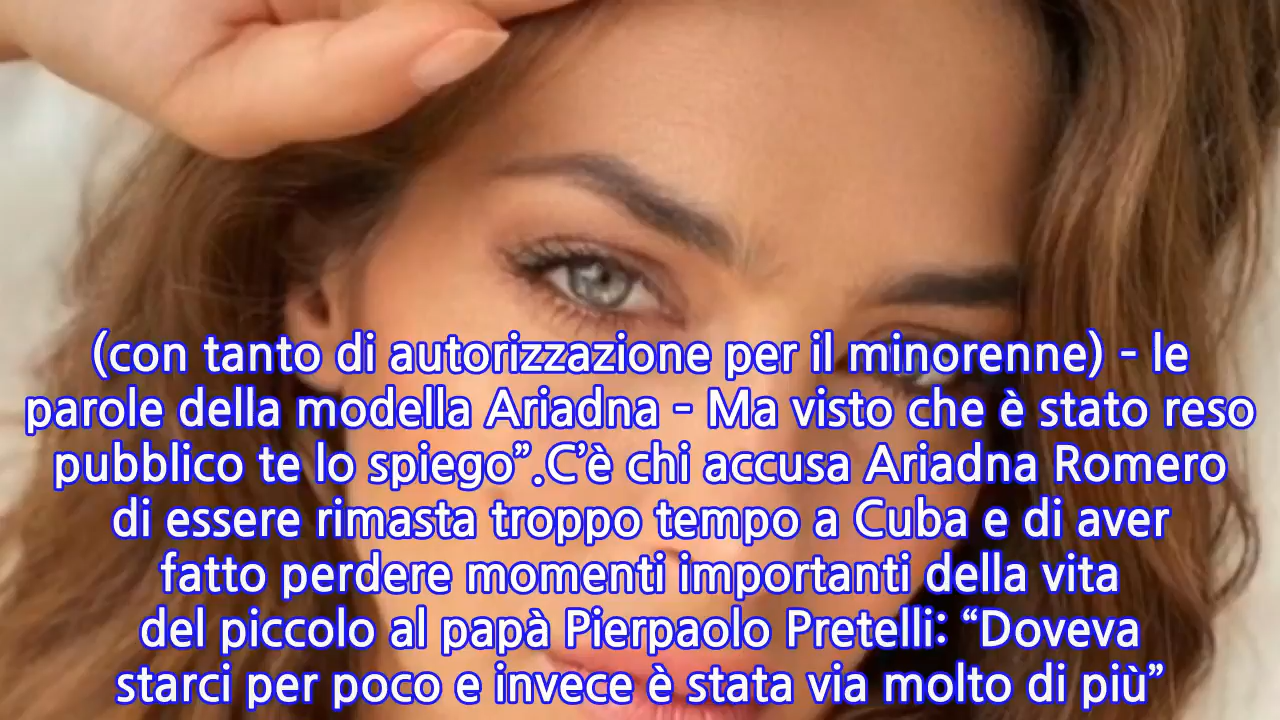 (con tanto di autorizzazione per il minorenne) - le
parole della modella Ariadna - Ma visto che è stato reso
pubblico te lo spiego”.C’è chi accusa Ariadna Romero
di essere rimasta troppo tempo a Cuba e di aver
fatto perdere momenti importanti della vita
del piccolo al papà Pierpaolo Pretelli: “Doveva
starci per poco e invece è stata via molto di più”